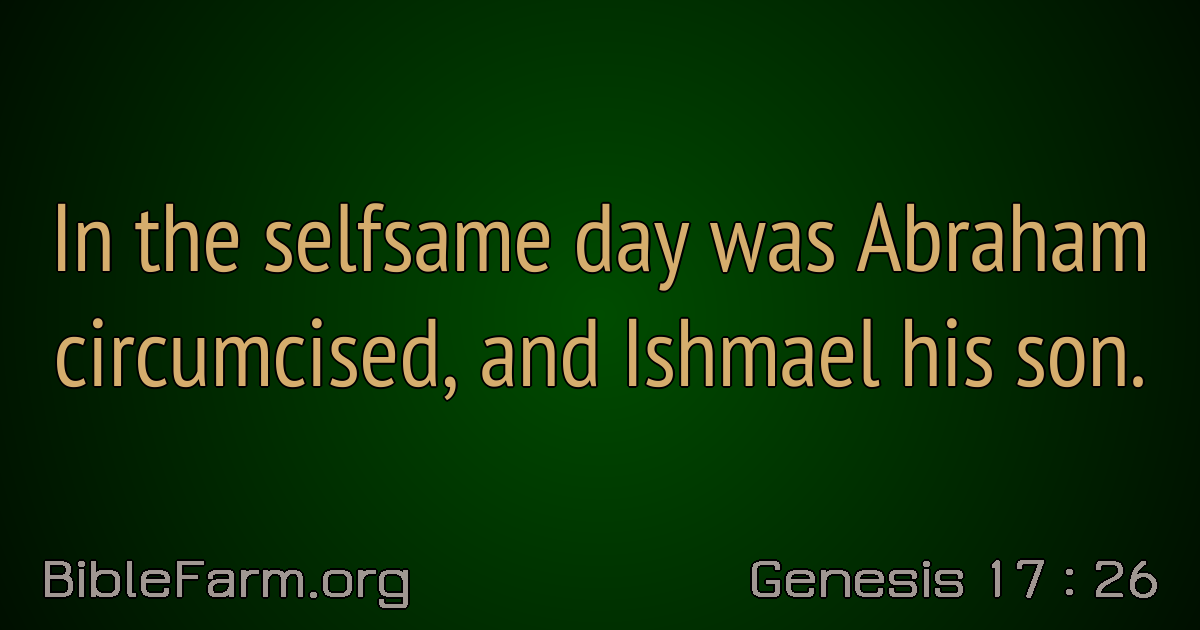 In the selfsame day was Abraham
circumcised, and Ishmael his son.
BibleFarm.org
Genesis 17 : 26